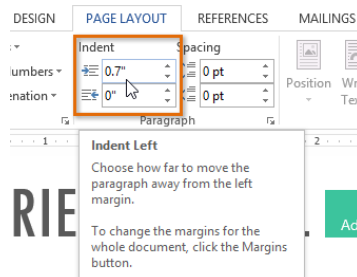 DESIGN PAGE LAYOUT REFERENCES MAILINGS
Indent Spacing
0.7" 0 pt
0" 0 pt
Position
Paragraph
1 2
Indent Left
Choose how far to move the
paragraph away from the left
margin.
To change the margins for the
whole document, click the Margins
button.
RIE
Ad